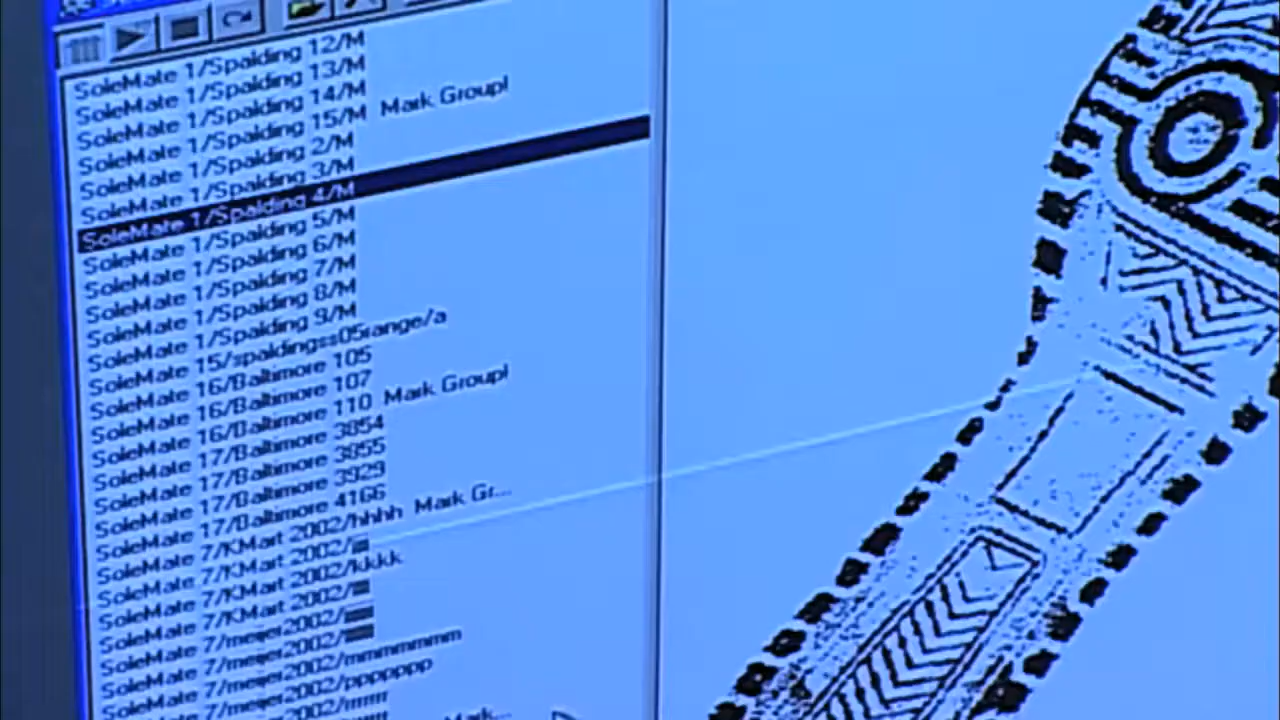 SoleMate 1/Spalding 12/M
SoleMate 1/Spalding 13/M
SoleMate 1/Spalding 14/M
SoleMate 1/Spalding 15/M Mark Group!
SoleMate 1/Spalding 2/M
SoleMate 1/Spalding 3/M
SoleMate 1/Spalding 4/M
SoleMate 1/Spalding 5/M
SoleMate 1/Spalding 6/M
SoleMate 1/Spalding 7/M
SoleMate 1/Spalding 8/M
SoleMate 1/Spalding 9/M
SoleMate 15/spaldingss05range/a
SoleMate 16/Baltimore 105
SoleMate 16/Baltimore 107
SoleMate 16/Baltimore 110 Mark Group!
SoleMate 17/Baltimore 3854
SoleMate 17/Baltimore 3855
SoleMate 17/Baltimore 3929
SoleMate 17/Baltimore 4166
SoleMate 7/KMart 2002/hhhh Mark Gr...
SoleMate 7/KMart 2002/
SoleMate 7/KMart 2002/kkkk
SoleMate 7/KMart 2002/
SoleMate 7/meijer2002/
SoleMate 7/meijer2002/
SoleMate 7/meijer2002/mmmmmmm
SoleMate 7/meijer2002/ppppppp
Mark...